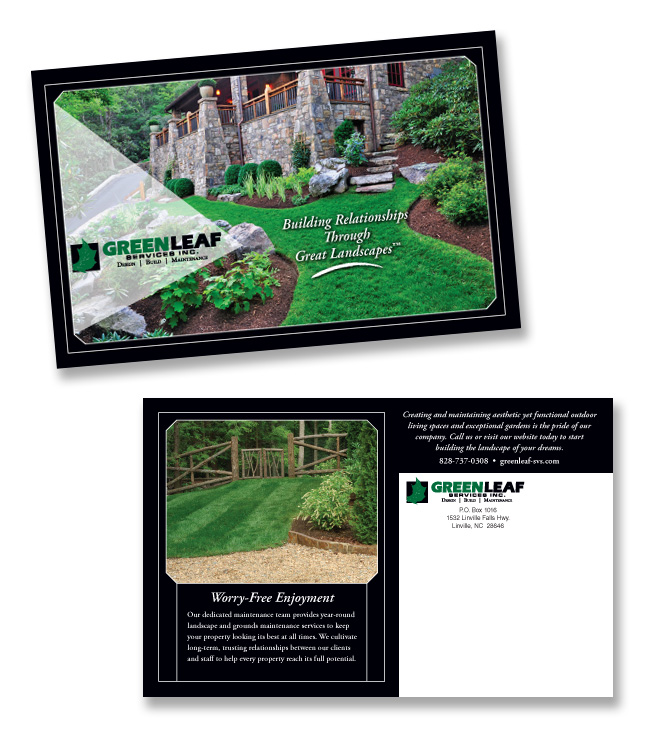 GREENLEAF
SERVICES INC.
DESIGN | BUILD | MAINTENANCE
Building Relationships
Through
Great Landscapes™
Creating and maintaining aesthetic yet functional outdoor
living spaces and exceptional gardens is the pride of our
company. Call us or visit our website today to start
building the landscape of your dreams.
828-737-0308 • greenleaf-svs.com
GREENLEAF
SERVICES INC.
DESIGN | BUILD | MAINTENANCE
P.O. Box 1016
1532 Linville Falls Hwy.
Linville, NC 28646
Worry-Free Enjoyment
Our dedicated maintenance team provides year-round
landscape and grounds maintenance services to keep
your property looking its best at all times. We cultivate
long-term, trusting relationships between our clients
and staff to help every property reach its full potential.